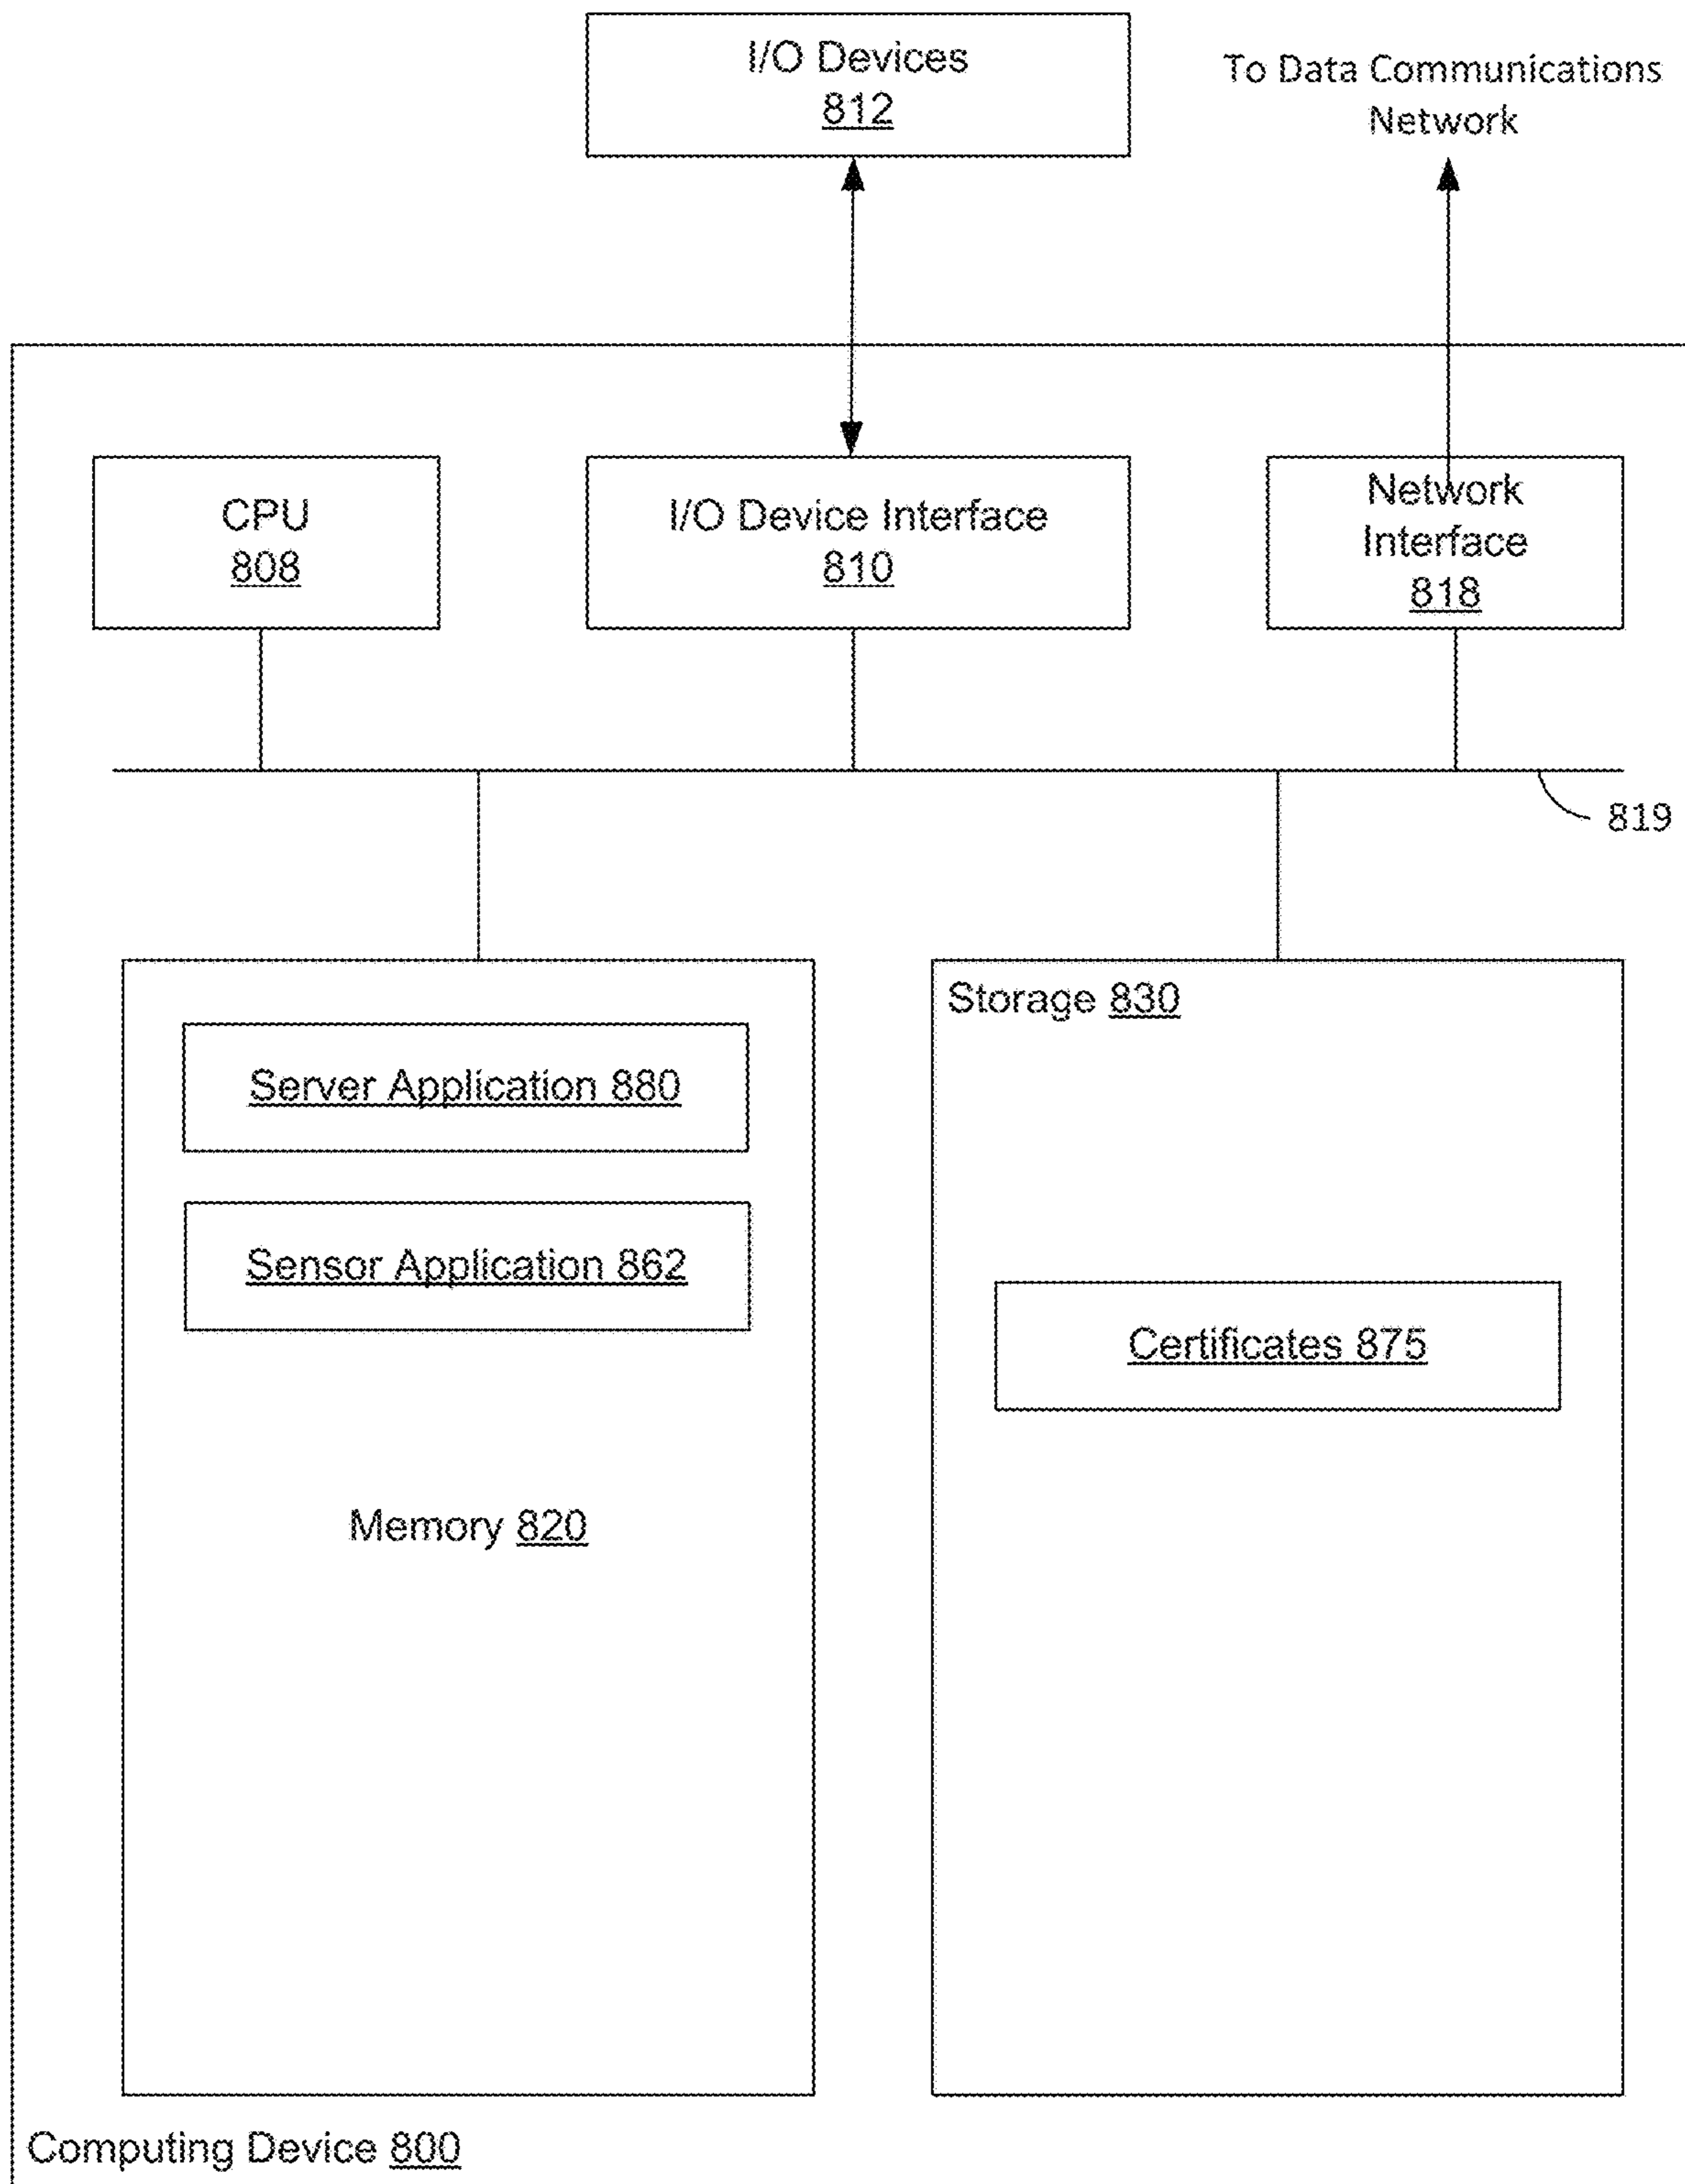 I/O Devices
812
To Data Communications
Network
CPU
808
I/O Device Interface
810
Network
Interface
818
819
Server Application 880
Sensor Application 862
Memory 820
Storage 830
Certificates 875
Computing Device 800